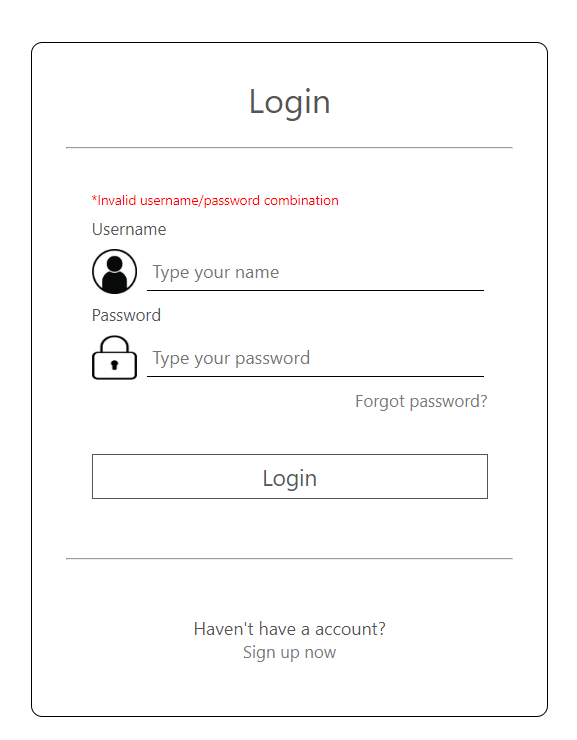 Login
*Invalid username/password combination
Username
Type your name
Password
Type your password
Forgot password?
Login
Haven't have a account?
Sign up now